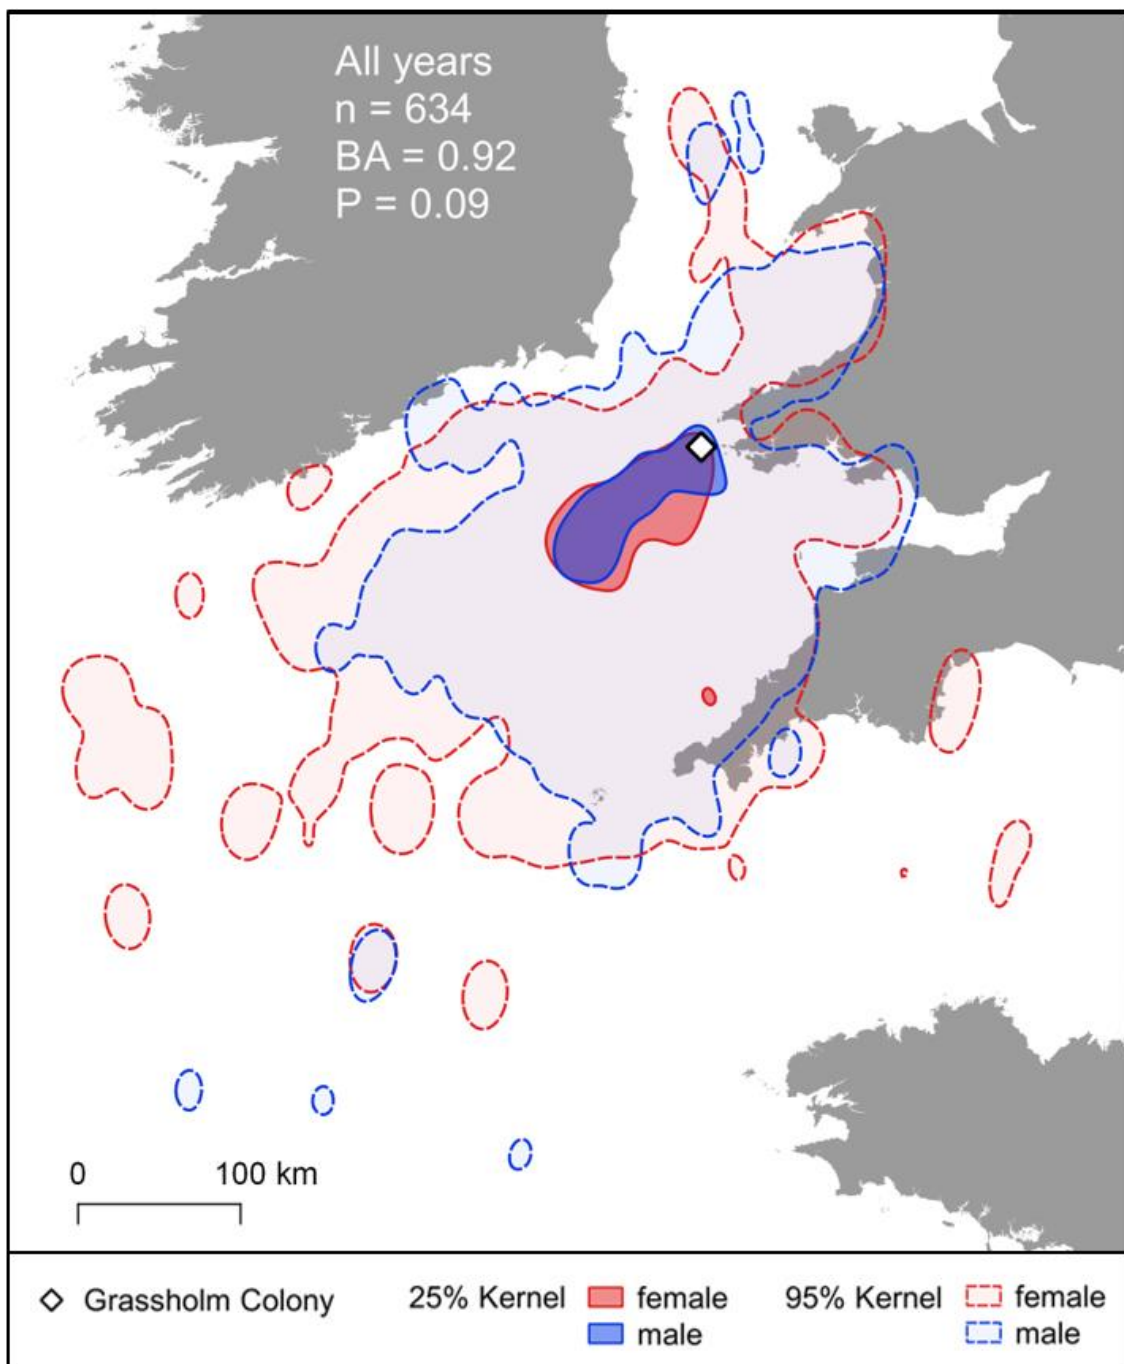 All years
n = 634
BA = 0.92
P = 0.09
0 100 km
Grassholm Colony 25% Kernel female 95% Kernel female
male male